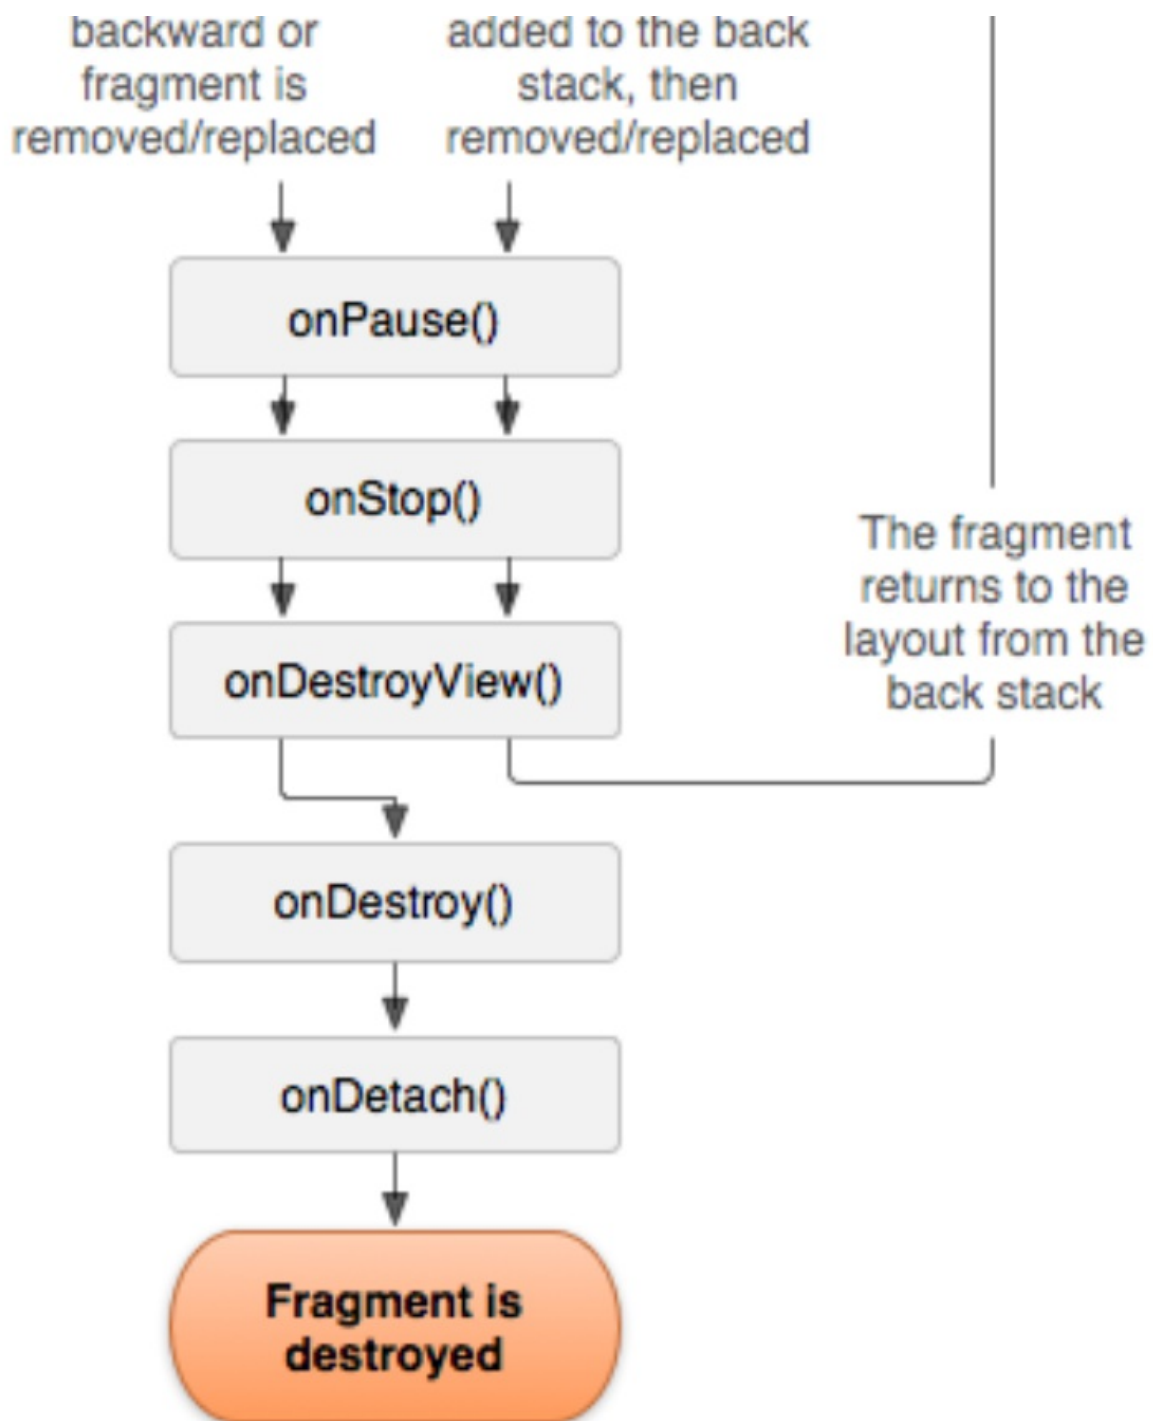 backward or
fragment is
removed/replaced
added to the back
stack, then
removed/replaced
onPause()
onStop()
The fragment
returns to the
layout from the
back stack
onDestroyView()
onDestroy()
onDetach()
Fragment is
destroyed